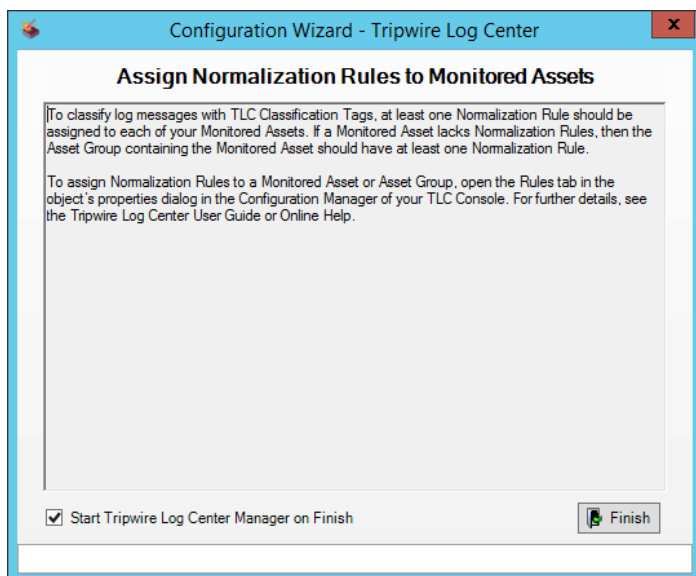 Configuration Wizard - Tripwire Log Center
x
Assign Normalization Rules to Monitored Assets
To classify log messages with TLC Classification Tags, at least one Normalization Rule should be
assigned to each of your Monitored Assets. If a Monitored Asset lacks Normalization Rules, then the
Asset Group containing the Monitored Asset should have at least one Normalization Rule.
To assign Normalization Rules to a Monitored Asset or Asset Group, open the Rules tab in the
object's properties dialog in the Configuration Manager of your TLC Console. For further details, see
the Tripwire Log Center User Guide or Online Help.
Start Tripwire Log Center Manager on Finish
Finish